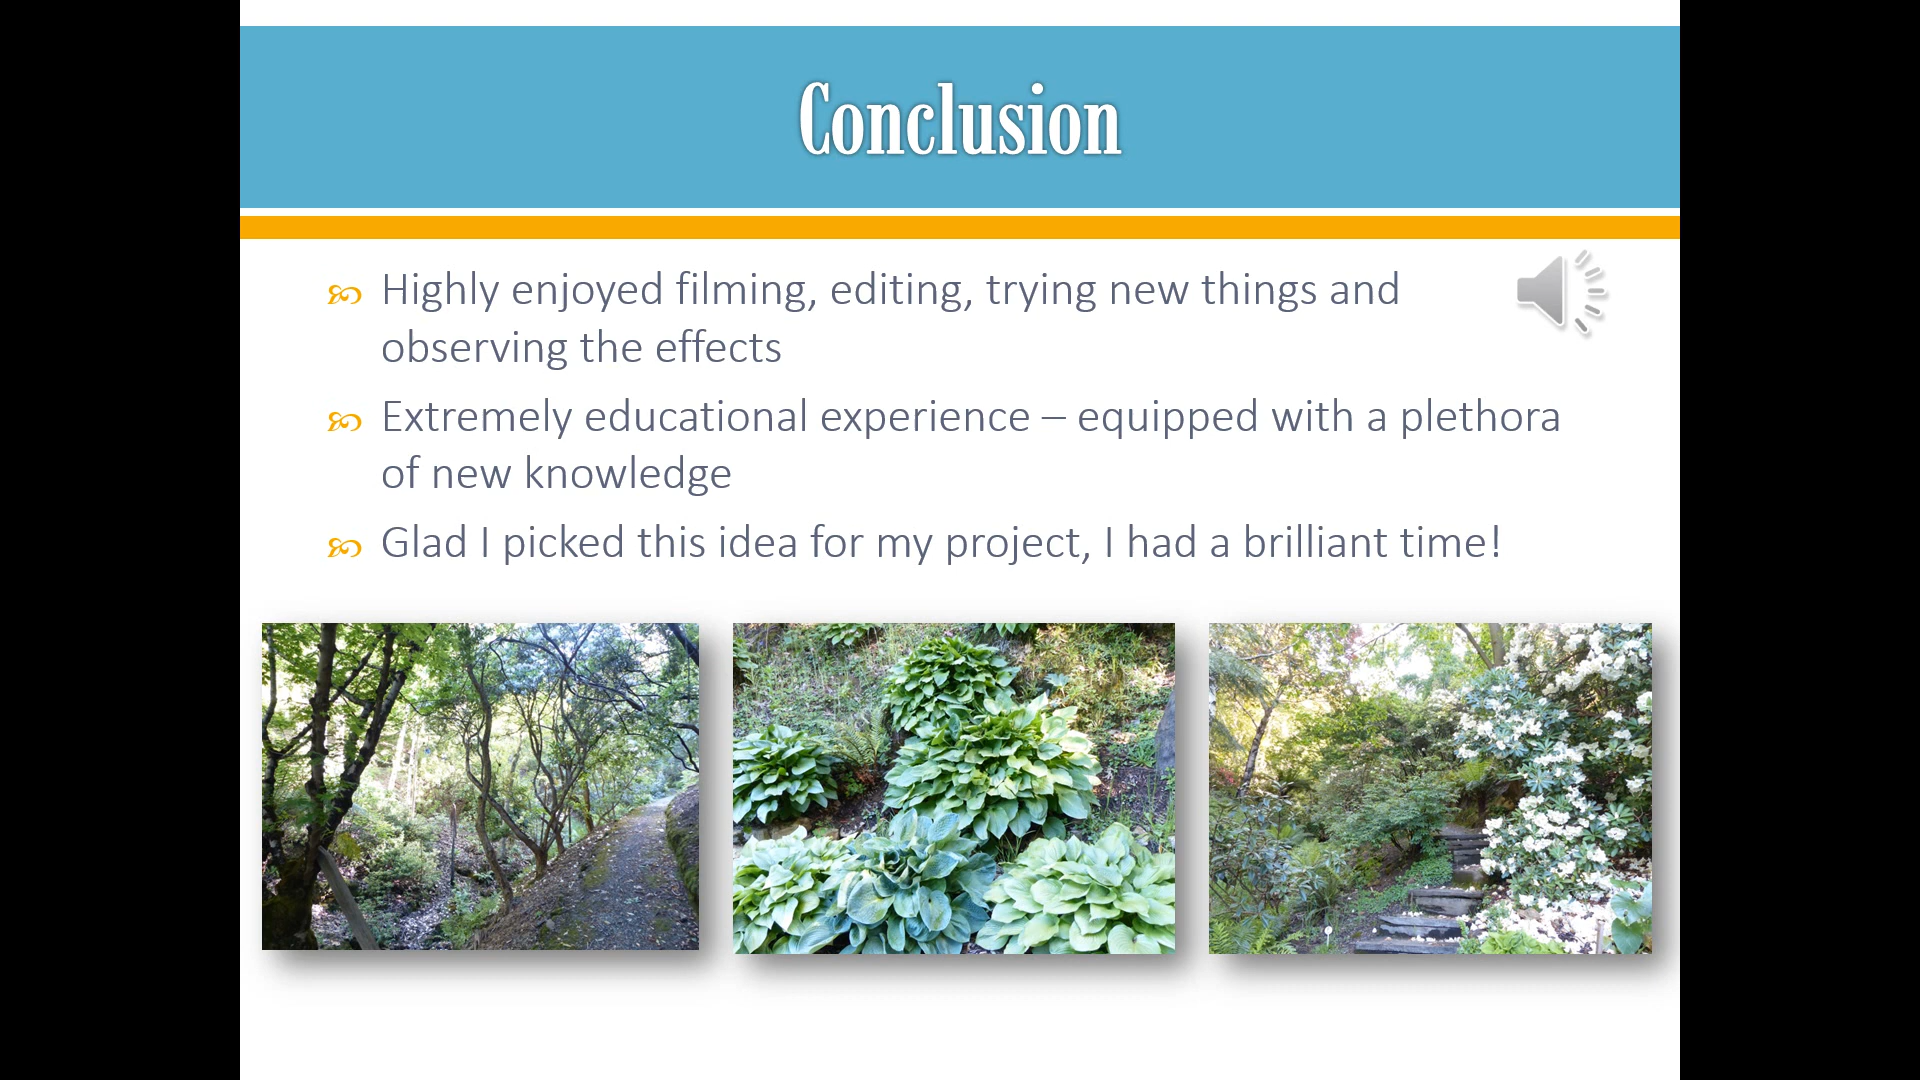 Conclusion
Highly enjoyed filming, editing, trying new things and
observing the effects
Extremely educational experience – equipped with a plethora
of new knowledge
Glad I picked this idea for my project, I had a brilliant time!